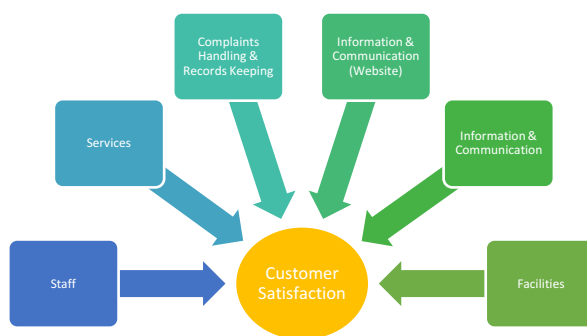 Complaints
Handling &
Records Keeping
Information &
Communication
(Website)
Services
Information &
Communication
Staff
Customer
Satisfaction
Facilities